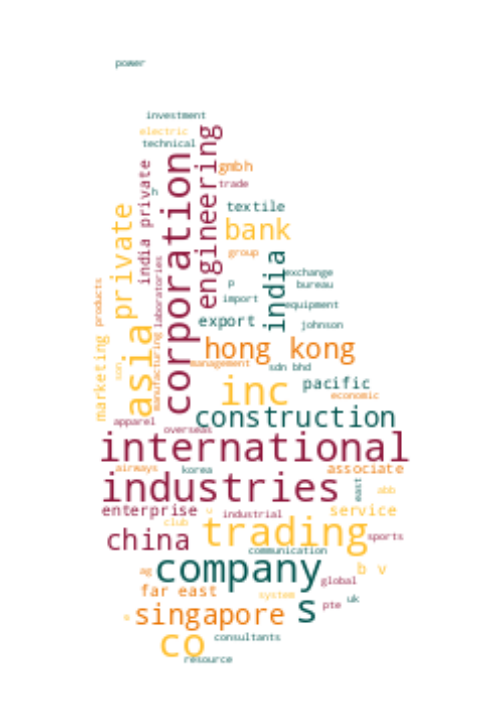 power
investment
electric
technical
h
gmbh
trade
textile
bank
group
exchange
bureau
p
import
equipment
export
johnson
india
engineering
corporation
india private
laboratories
private
products
marketing
asia
son
manufacturing
hong kong
management
sdn bhd
pacific
inc
economic
construction
apparel
overseas
international
airways
korea
associate
industries
east
abb
enterprise
u
industrial
service
club
trading
sports
china
communication
company
ag
b v
global
far east
system
uk
s
pte
singapore
co
consultants
resource